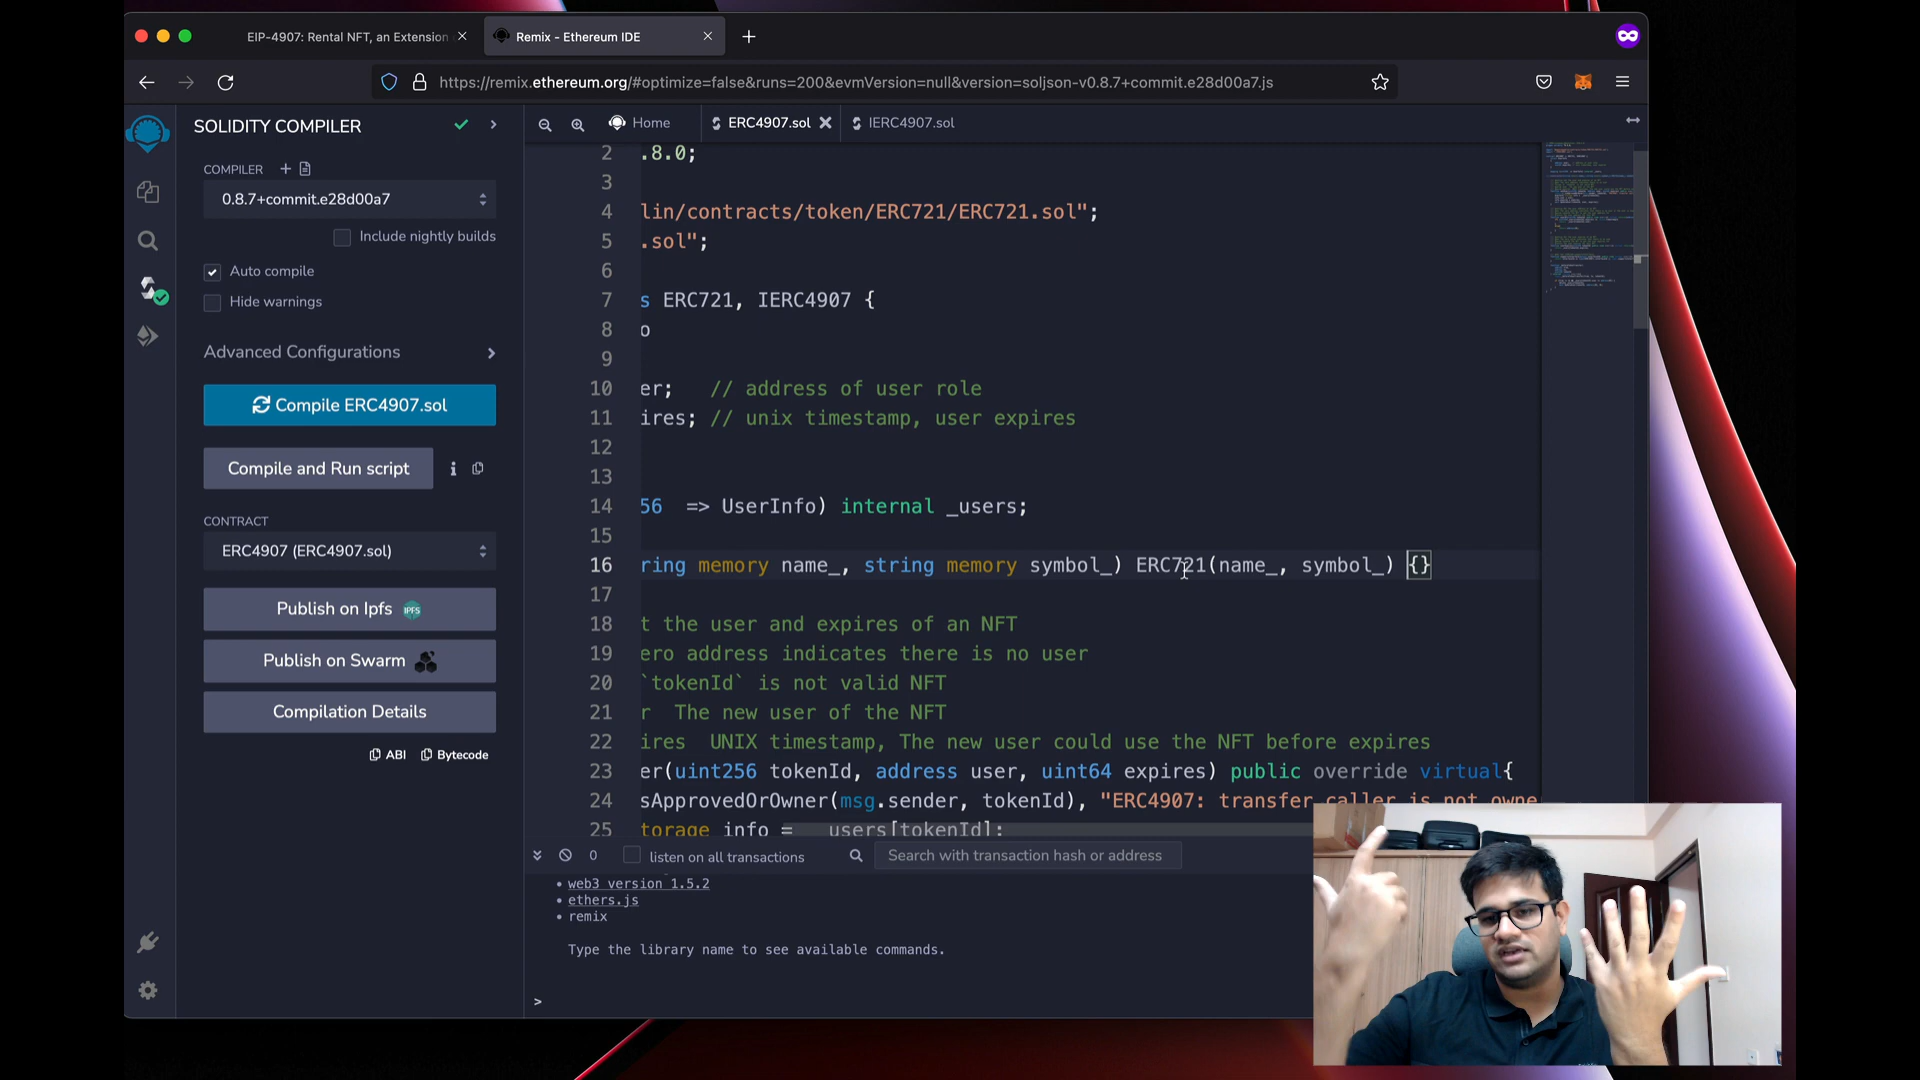 EIP-4907: Rental NFT, an Extension
Remix - Ethereum IDE
https://remix.ethereum.org/#optimize=false&runs=200&evmVersion=null&version=soljson-v0.8.7+commit.e28d00a7.js
SOLIDITY COMPILER
Home
ERC4907.sol
IERC4907.sol
COMPILER
0.8.7+commit.e28d00a7
Include nightly builds
Auto compile
Hide warnings
Advanced Configurations
Compile ERC4907.sol
Compile and Run script
CONTRACT
ERC4907 (ERC4907.sol)
Publish on Ipfs IPFS
Publish on Swarm
Compilation Details
ABI
Bytecode
2 .8.0;
3
4 lin/contracts/token/ERC721/ERC721.sol";
5 .sol";
6
7 s ERC721, IERC4907 {
8 o
9
10 er;   // address of user role
11 ires; // unix timestamp, user expires
12
13
14 56  => UserInfo) internal _users;
15
16 ring memory name_, string memory symbol_) ERC721(name_, symbol_) {}
17
18 t the user and expires of an NFT
19 ero address indicates there is no user
20 `tokenId` is not valid NFT
21 r  The new user of the NFT
22 ires  UNIX timestamp, The new user could use the NFT before expires
23 er(uint256 tokenId, address user, uint64 expires) public override virtual{
24 sApprovedOrOwner(msg.sender, tokenId), "ERC4907: transfer caller is not owne
25 torage info =  _users[tokenId];
0
listen on all transactions
Search with transaction hash or address
• web3 version 1.5.2
• ethers.js
• remix
Type the library name to see available commands.
>